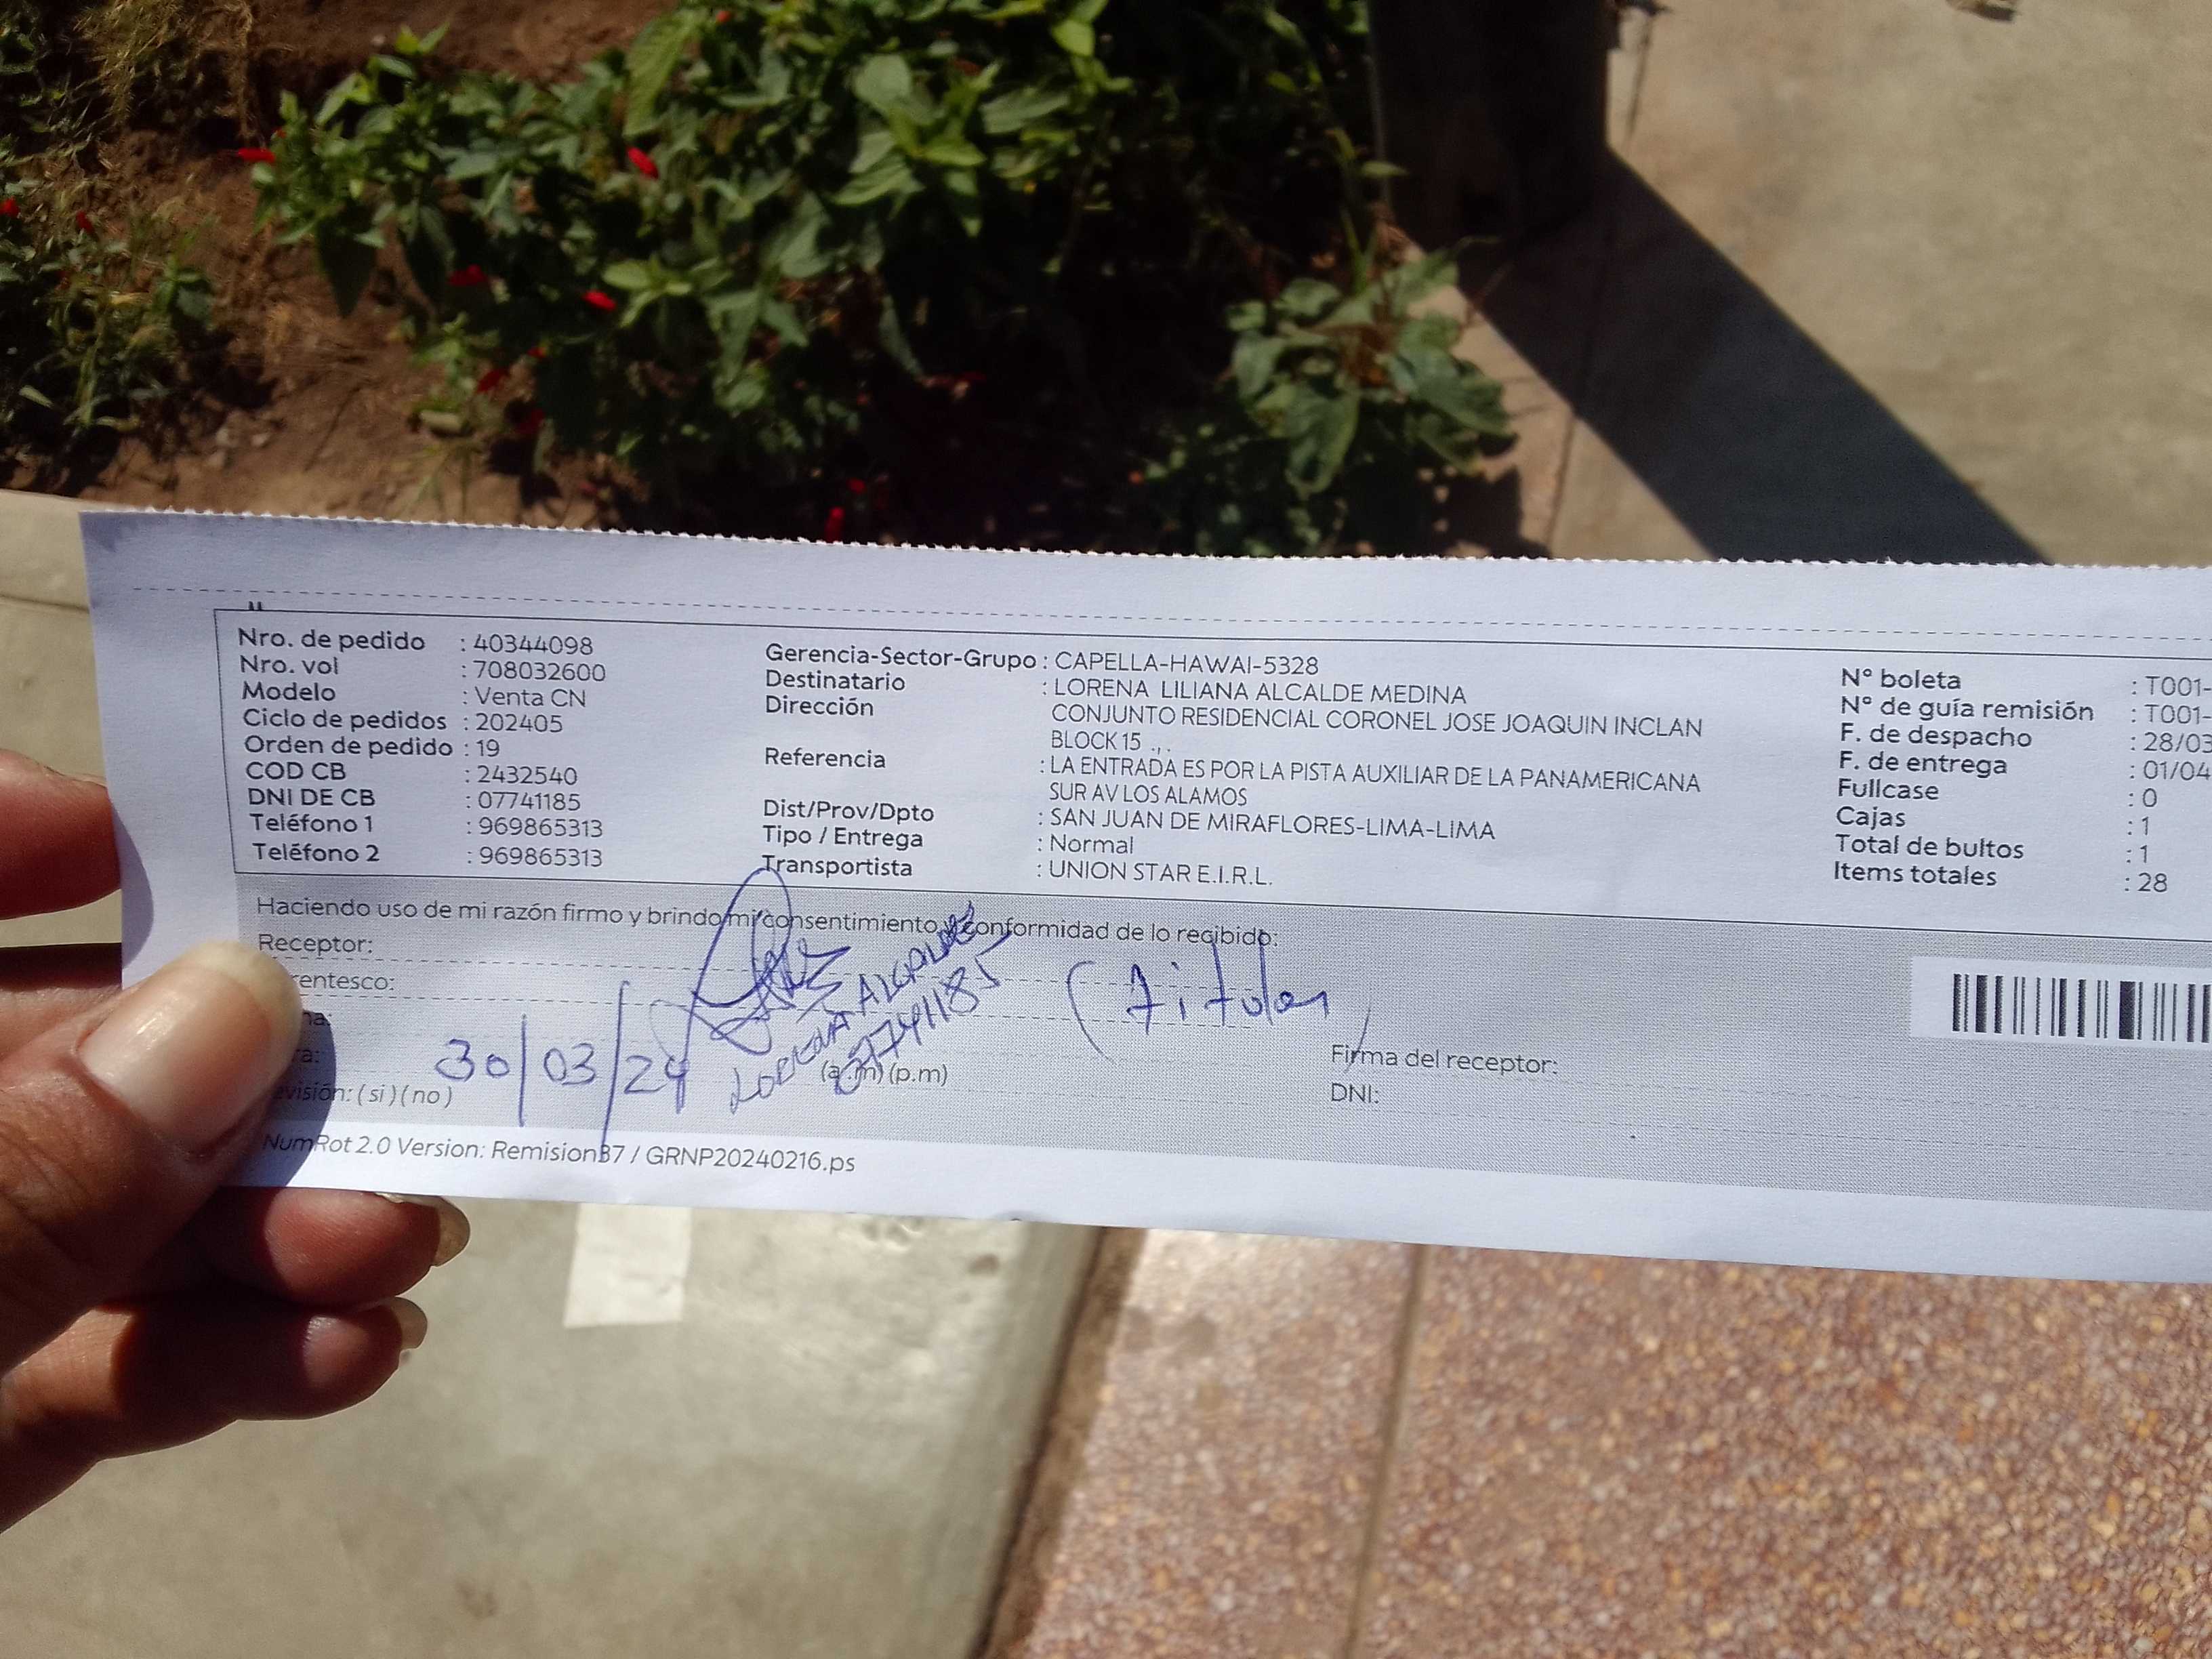 Nro. de pedido : 40344098
Nro. vol : 708032600
Modelo : Venta CN
Ciclo de pedidos : 202405
Orden de pedido : 19
COD CB : 2432540
DNI DE CB : 07741185
Teléfono 1 : 969865313
Teléfono 2 : 969865313
Gerencia-Sector-Grupo : CAPELLA-HAWAI-5328
Destinatario : LORENA LILIANA ALCALDE MEDINA
Dirección CONJUNTO RESIDENCIAL CORONEL JOSE JOAQUIN INCLAN
BLOCK 15 .,.
Referencia : LA ENTRADA ES POR LA PISTA AUXILIAR DE LA PANAMERICANA
SUR AV LOS ALAMOS
Dist/Prov/Dpto : SAN JUAN DE MIRAFLORES-LIMA-LIMA
Tipo / Entrega : Normal
Transportista : UNION STAR E.I.R.L.
N° boleta : T001-
N° de guía remisión : T001-
F. de despacho : 28/03
F. de entrega : 01/04
Fullcase : 0
Cajas : 1
Total de bultos : 1
Items totales : 28
Haciendo uso de mi razón firmo y brindo mi consentimiento y conformidad de lo recibido:
Receptor:
rentesco:
LORENA ALCALDE
07741185
(titular)
30/03/24
(a.m) (p.m)
evisión: (si) (no)
Firma del receptor:
DNI:
NumRot 2.0 Version: Remision37 / GRNP20240216.ps